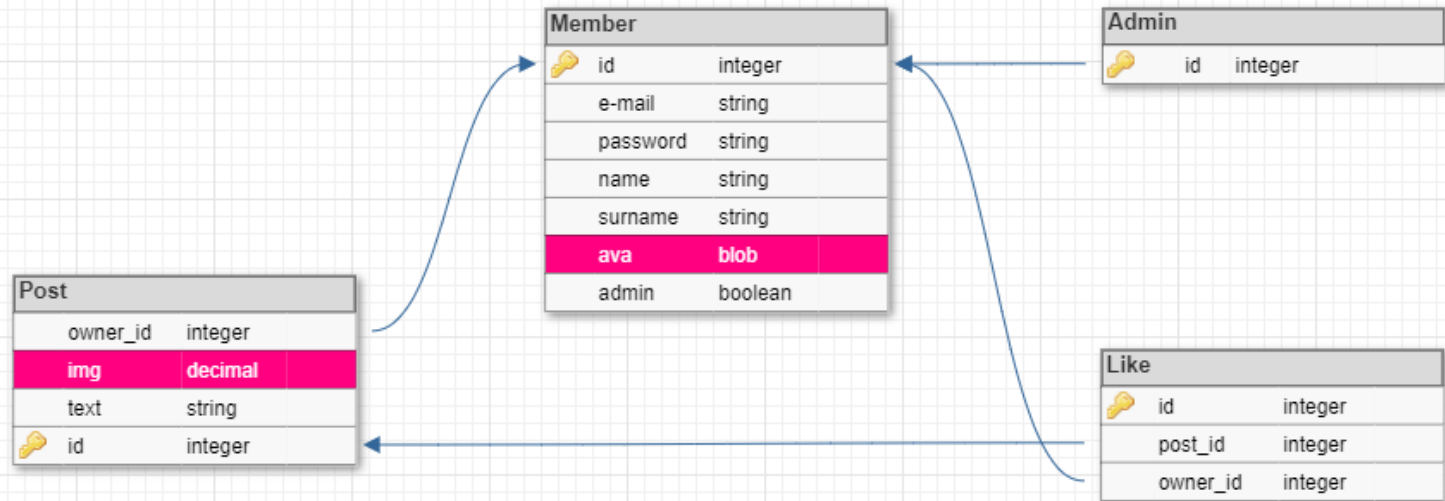 Member
id integer
e-mail string
password string
name string
surname string
ava blob
admin boolean
Admin
id integer
Post
owner_id integer
img decimal
text string
id integer
Like
id integer
post_id integer
owner_id integer